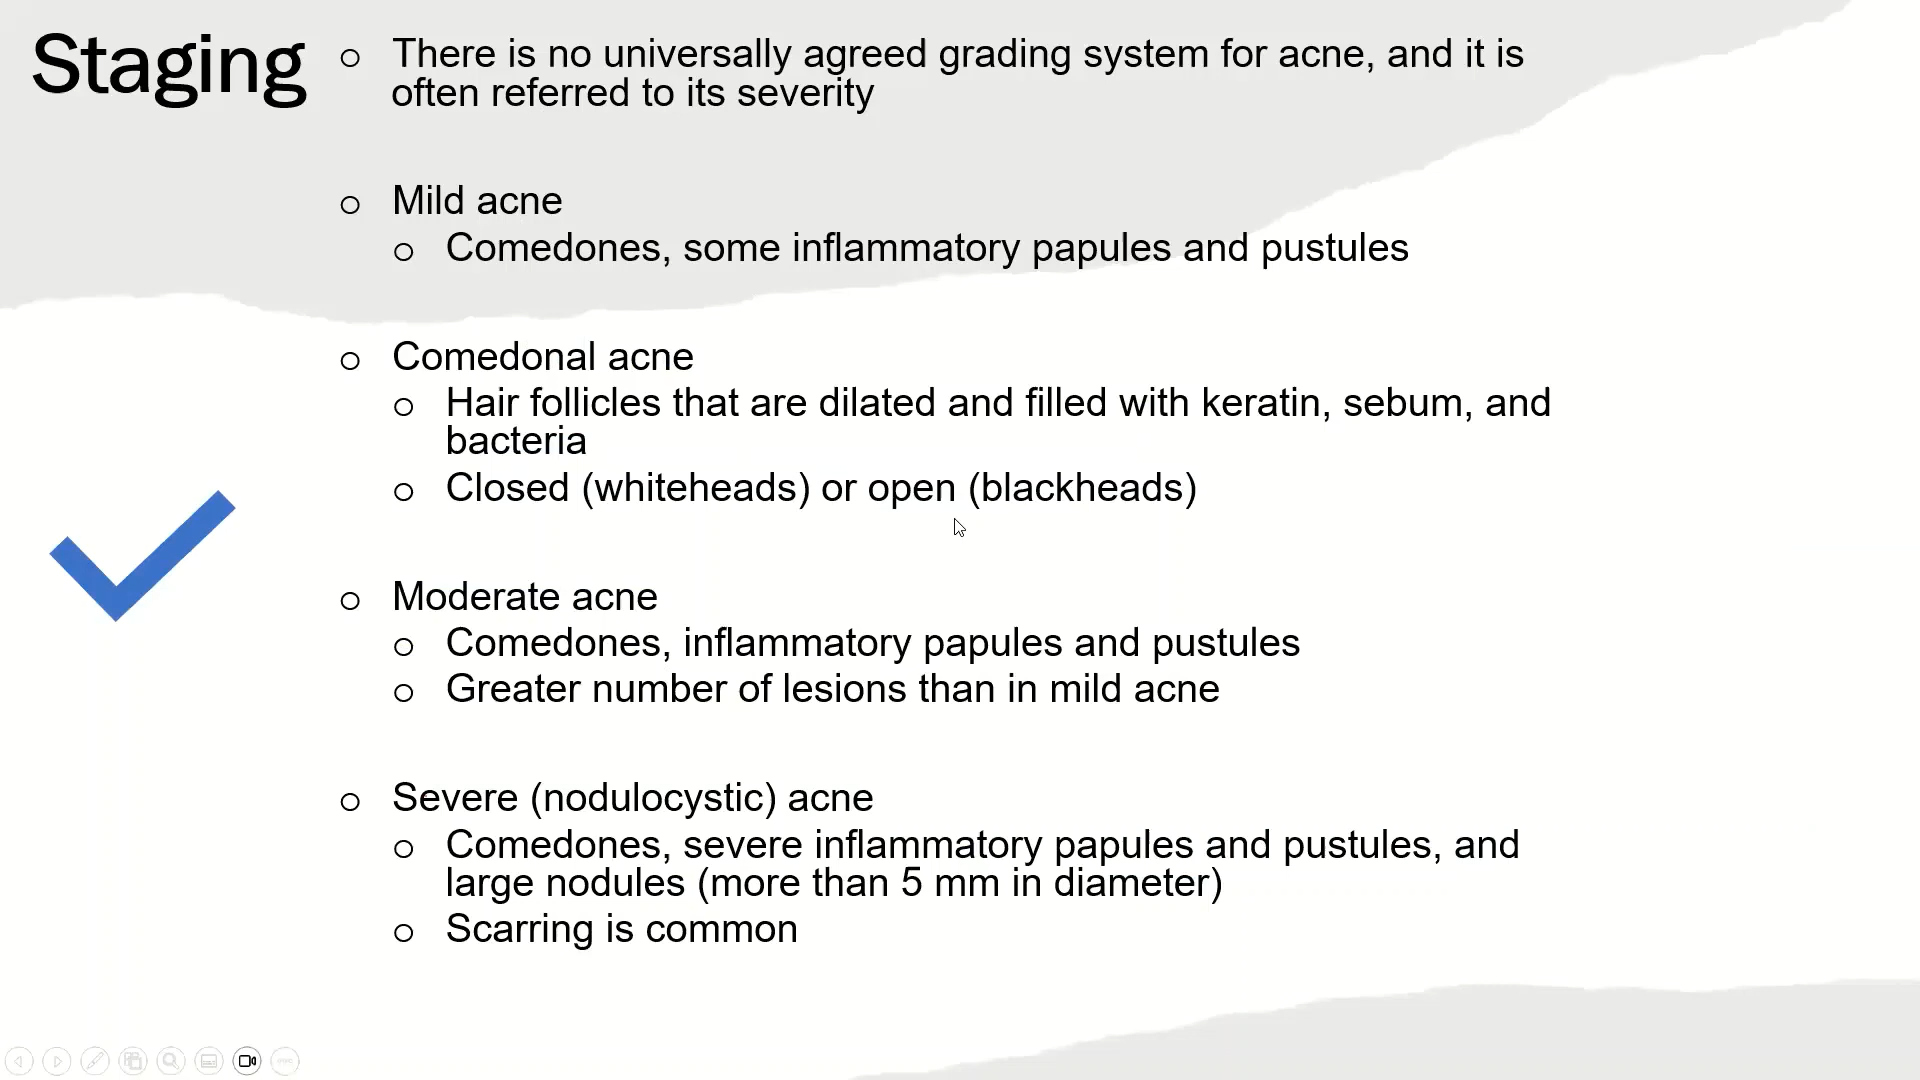 Staging
There is no universally agreed grading system for acne, and it is
often referred to its severity
Mild acne
Comedones, some inflammatory papules and pustules
Comedonal acne
Hair follicles that are dilated and filled with keratin, sebum, and
bacteria
Closed (whiteheads) or open (blackheads)
Moderate acne
Comedones, inflammatory papules and pustules
Greater number of lesions than in mild acne
Severe (nodulocystic) acne
Comedones, severe inflammatory papules and pustules, and
large nodules (more than 5 mm in diameter)
Scarring is common